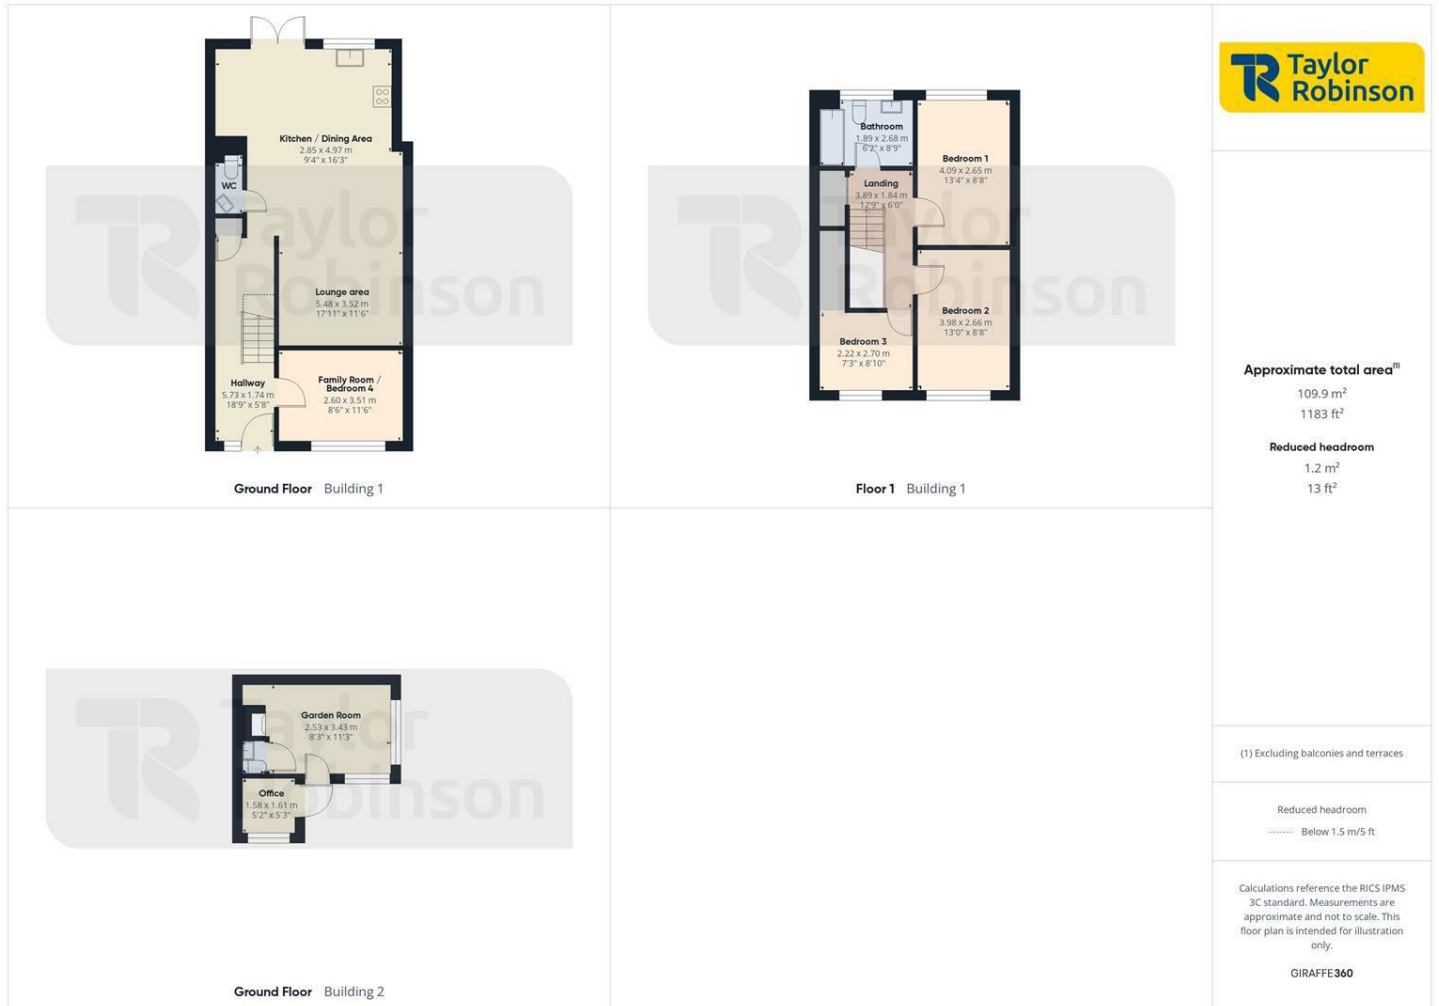 Kitchen / Dining Area
2.85 x 4.97 m
9'4" x 16'3"
WC
Lounge area
5.48 x 3.52 m
17'11" x 11'6"
Hallway
5.73 x 1.74 m
18'9" x 5'8"
Family Room /
Bedroom 4
2.60 x 3.51 m
8'6" x 11'6"
Taylor
Robinson
Ground Floor Building 1
Bathroom
1.89 x 2.68 m
6'2" x 8'9"
Bedroom 1
4.09 x 2.65 m
13'4" x 8'8"
Landing
3.89 x 1.84 m
12'9" x 6'0"
Bedroom 2
3.98 x 2.66 m
13'0" x 8'8"
Bedroom 3
2.22 x 2.70 m
7'3" x 8'10"
Taylor
Robinson
Floor 1 Building 1
Garden Room
2.53 x 3.43 m
8'3" x 11'3"
Office
1.58 x 1.61 m
5'2" x 5'3"
Taylor
Robinson
Ground Floor Building 2
TR Taylor
Robinson
Approximate total area(1)
109.9 m²
1183 ft²
Reduced headroom
1.2 m²
13 ft²
(1) Excluding balconies and terraces
Reduced headroom
Below 1.5 m/5 ft
Calculations reference the RICS IPMS
3C standard. Measurements are
approximate and not to scale. This
floor plan is intended for illustration
only.
GIRAFFE360